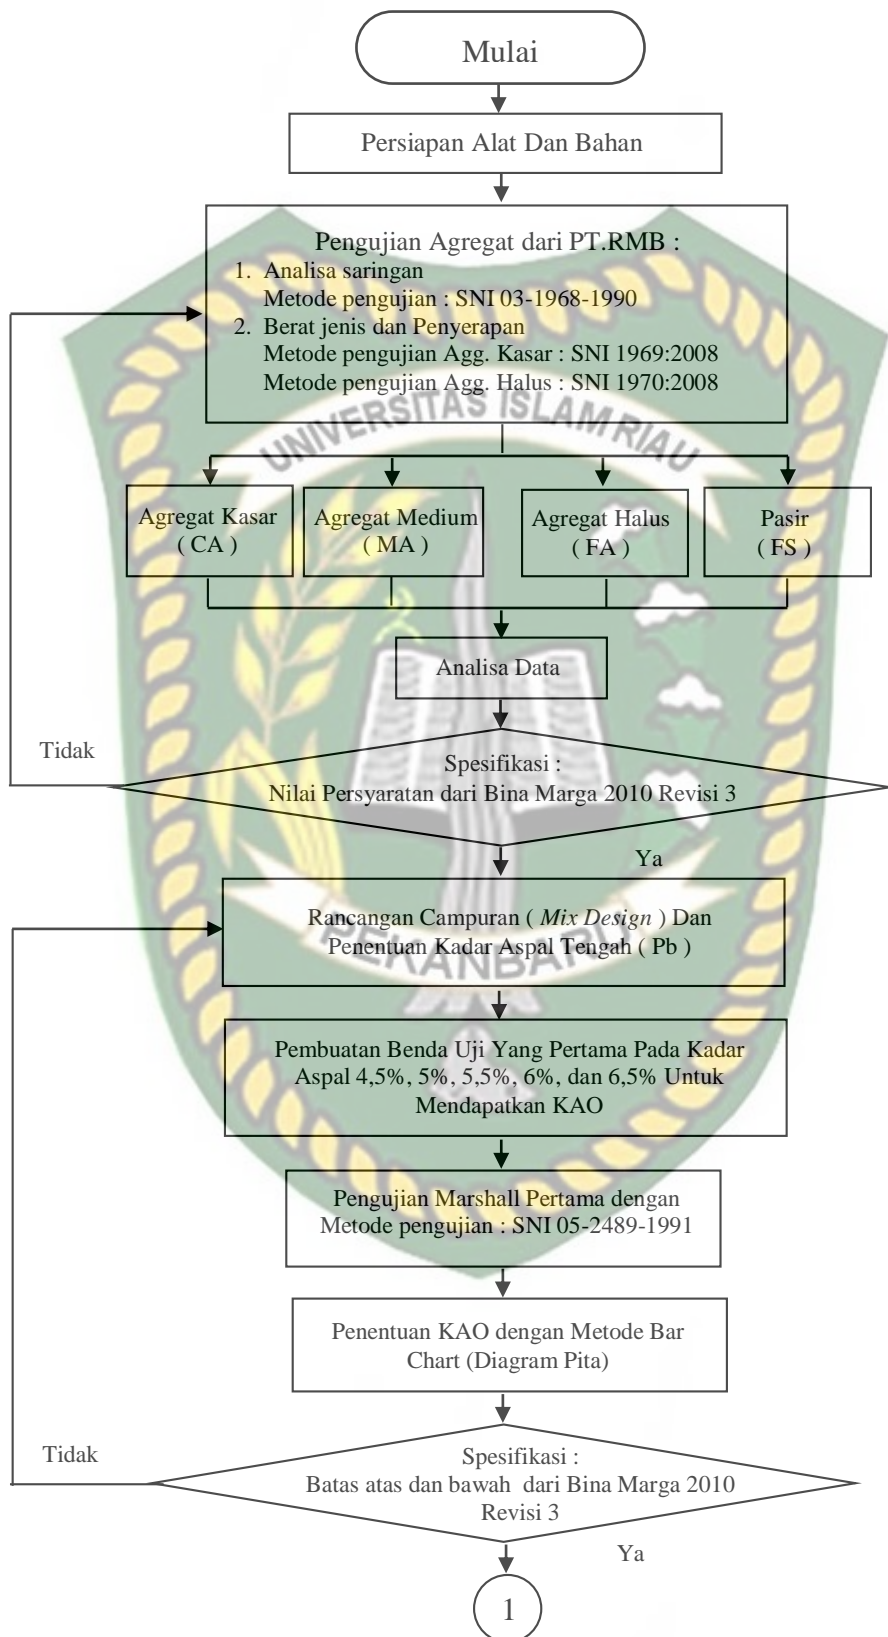 Mulai
Persiapan Alat Dan Bahan
Pengujian Agregat dari PT.RMB :
1. Analisa saringan
Metode pengujian : SNI 03-1968-1990
2. Berat jenis dan Penyerapan
Metode pengujian Agg. Kasar : SNI 1969:2008
Metode pengujian Agg. Halus : SNI 1970:2008
UNIVERSITAS ISLAM RIAU
Agregat Kasar
( CA )
Agregat Medium
( MA )
Agregat Halus
( FA )
Pasir
( FS )
Analisa Data
Tidak
Spesifikasi :
Nilai Persyaratan dari Bina Marga 2010 Revisi 3
Ya
Rancangan Campuran ( Mix Design ) Dan
Penentuan Kadar Aspal Tengah ( Pb )
PEKANBARU
Pembuatan Benda Uji Yang Pertama Pada Kadar
Aspal 4,5%, 5%, 5,5%, 6%, dan 6,5% Untuk
Mendapatkan KAO
Pengujian Marshall Pertama dengan
Metode pengujian : SNI 05-2489-1991
Penentuan KAO dengan Metode Bar
Chart (Diagram Pita)
Tidak
Spesifikasi :
Batas atas dan bawah dari Bina Marga 2010
Revisi 3
Ya
1